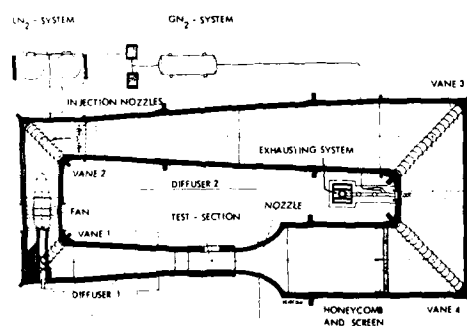 LN2 - SYSTEM
GN2 - SYSTEM
VANE 3
INJECTION NOZZLES
EXHAUSTING SYSTEM
VANE 2
DIFFUSER 2
FAN
TEST - SECTION
NOZZLE
VANE 1
DIFFUSER 1
HONEYCOMB
AND SCREEN
VANE 4